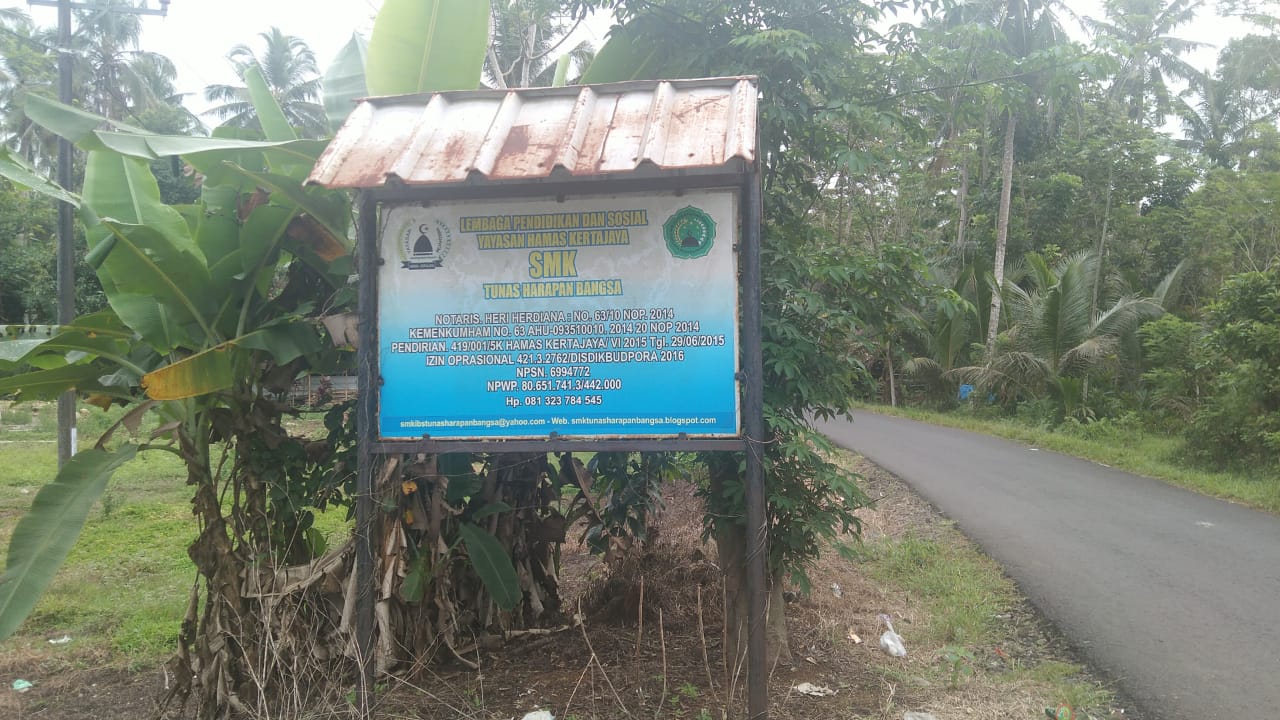 LEMBAGA PENDIDIKAN DAN SOSIAL
YAYASAN HAMAS KERTAJAYA
SMK
TUNAS HARAPAN BANGSA
NOTARIS. HERI HERDIANA : NO. 63/10 NOP. 2014
KEMENKUMHAM NO. 63 AHU-093510010. 2014 20 NOP 2014
PENDIRIAN. 419/001/5K HAMAS KERTAJAYA/ VI 2015 Tgl. 29/06/2015
IZIN OPRASIONAL 421.3.2762/DISDIKBUDPORA.2016
NPSN. 6994772
NPWP. 80.651.741.3/442.000
Hp. 081 323 784 545
smkibstunasharapanbangsa@yahoo.com - Web. smktunasharapanbangsa.blogspot.com